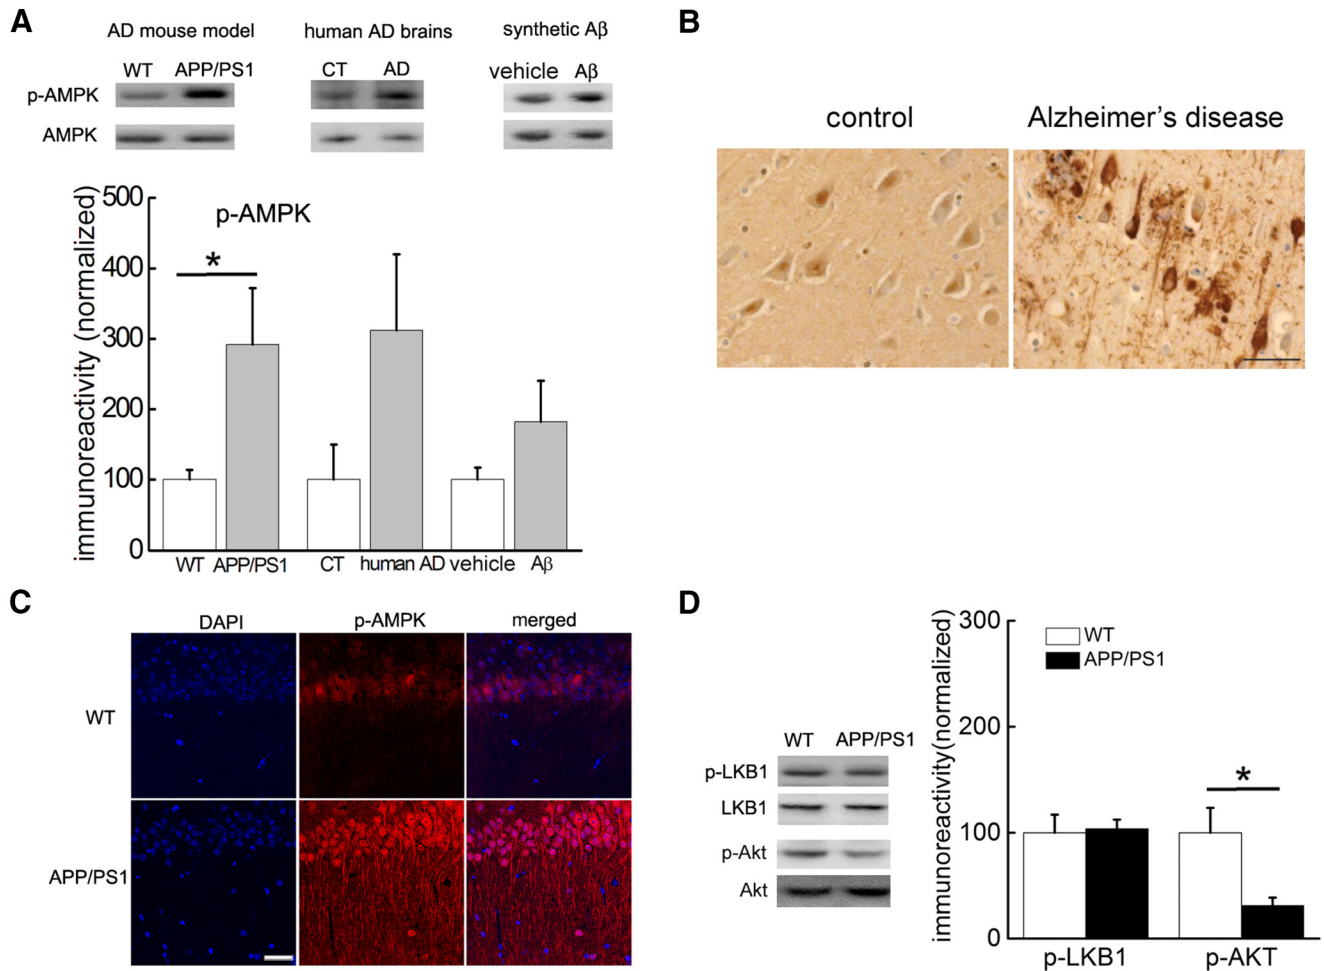 A
AD mouse model
human AD brains
synthetic Aβ
WT
APP/PS1
CT
AD
vehicle
Aβ
p-AMPK
AMPK
immunoreactivity (normalized)
500
400
300
200
100
0
p-AMPK
*
WT
APP/PS1
CT
human AD
vehicle
Aβ
B
control
Alzheimer's disease
C
DAPI
p-AMPK
merged
WT
APP/PS1
D
WT
APP/PS1
p-LKB1
LKB1
p-Akt
Akt
immunoreactivity(normalized)
300
200
100
0
WT
APP/PS1
*
p-LKB1
p-AKT